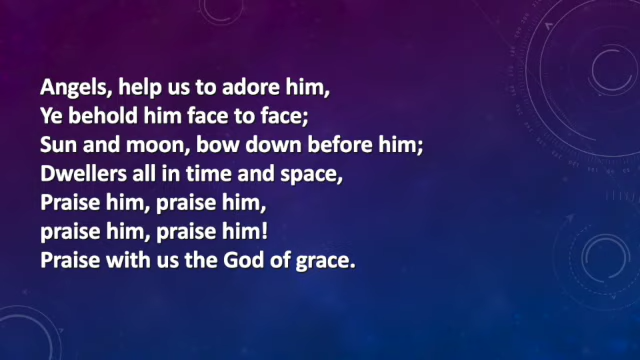 Angels, help us to adore him,
Ye behold him face to face;
Sun and moon, bow down before him;
Dwellers all in time and space,
Praise him, praise him,
praise him, praise him!
Praise with us the God of grace.